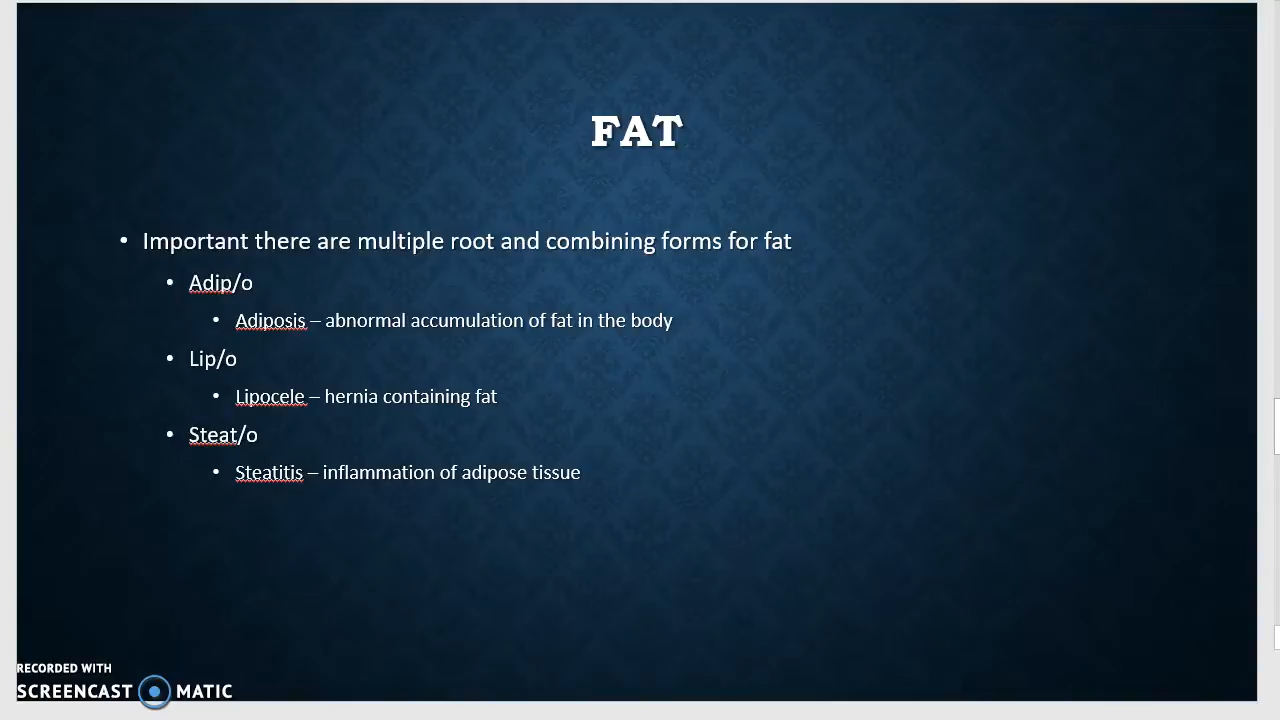 FAT
• Important there are multiple root and combining forms for fat
• Adip/o
• Adiposis – abnormal accumulation of fat in the body
• Lip/o
• Lipocele – hernia containing fat
• Steat/o
• Steatitis – inflammation of adipose tissue
RECORDED WITH
SCREENCAST MATIC